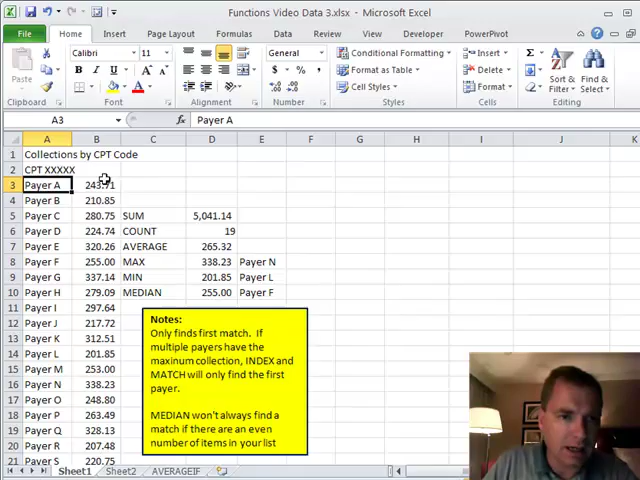 Functions Video Data 3.xlsx - Microsoft Excel
File Home Insert Page Layout Formulas Data Review View Developer PowerPivot
Calibri 11 General Conditional Formatting Insert Σ
Paste B I U $ % , Format as Table Delete Sort & Filter Find & Select
Cell Styles Format
Clipboard Font Alignment Number Styles Cells Editing
A3 fx Payer A
A B C D E F G H I J K
1 Collections by CPT Code
2 CPT XXXXX
3 Payer A 243.71
4 Payer B 210.85
5 Payer C 280.75 SUM 5,041.14
6 Payer D 224.74 COUNT 19
7 Payer E 320.26 AVERAGE 265.32
8 Payer F 255.00 MAX 338.23 Payer N
9 Payer G 337.14 MIN 201.85 Payer L
10 Payer H 279.09 MEDIAN 255.00 Payer F
11 Payer I 297.64
12 Payer J 217.72
13 Payer K 312.51
14 Payer L 201.85
15 Payer M 253.00
16 Payer N 338.23
17 Payer O 248.80
18 Payer P 263.49
19 Payer Q 328.13
20 Payer R 207.48
21 Payer S 220.75
Notes:
Only finds first match. If
multiple payers have the
maxinum collection, INDEX and
MATCH will only find the first
payer.
MEDIAN won't always find a
match if there are an even
number of items in your list
Sheet1 Sheet2 AVERAGEIF